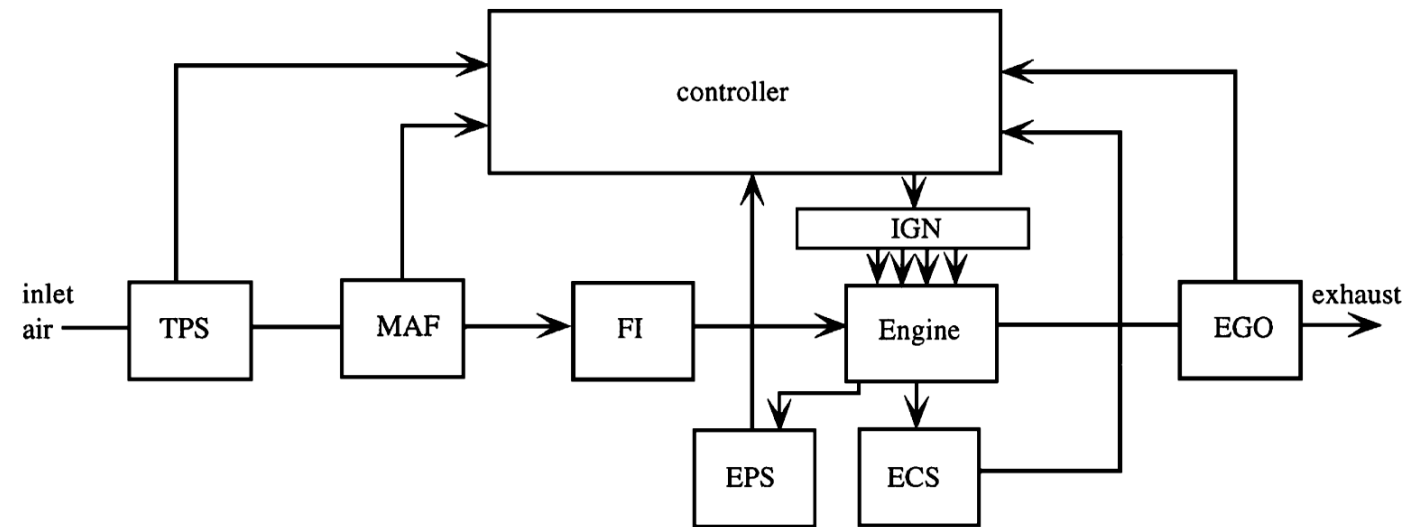 controller
IGN
inlet
air
TPS
MAF
FI
Engine
EGO
exhaust
EPS
ECS